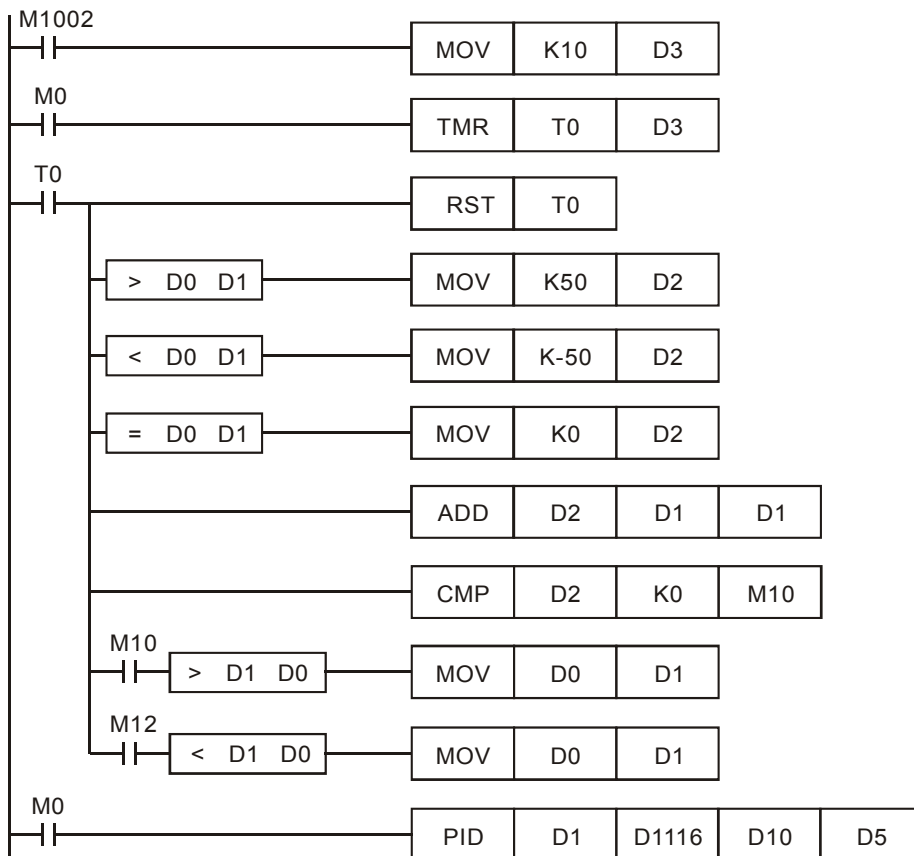 M1002
MOV K10 D3
M0
TMR T0 D3
T0
RST T0
> D0 D1 MOV K50 D2
< D0 D1 MOV K-50 D2
= D0 D1 MOV K0 D2
ADD D2 D1 D1
CMP D2 K0 M10
M10
> D1 D0 MOV D0 D1
M12
< D1 D0 MOV D0 D1
M0
PID D1 D1116 D10 D5